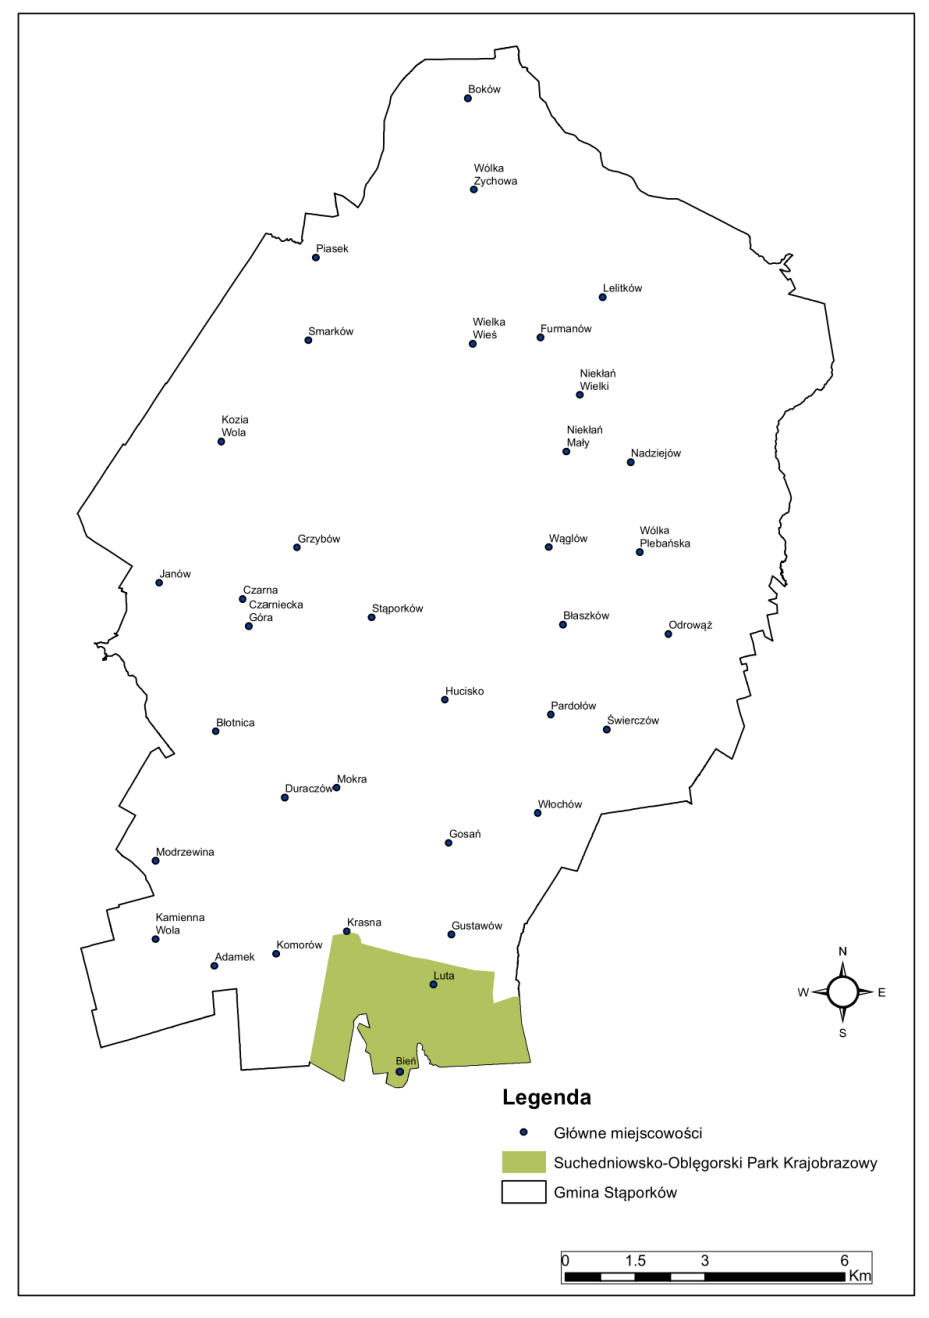 Boków
Wólka
Zychowa
Piasek
Lelitków
Smarków
Wielka
Wieś
Furmanów
Niekłań
Wielki
Kozia
Wola
Niekłań
Mały
Nadziejów
Grzybów
Wąglów
Wólka
Plebańska
Janów
Czarna
Czarniecka
Góra
Stąporków
Błaszków
Odrowąż
Hucisko
Pardołów
Świerczów
Błotnica
Mokra
Duraczów
Włochów
Gosań
Modrzewina
Kamienna
Wola
Krasna
Gustawów
Komorów
Adamek
Luta
Bień
N
W E
S
Legenda
Główne miejscowości
Suchedniowsko-Oblęgorski Park Krajobrazowy
Gmina Stąporków
0 1.5 3 6
Km